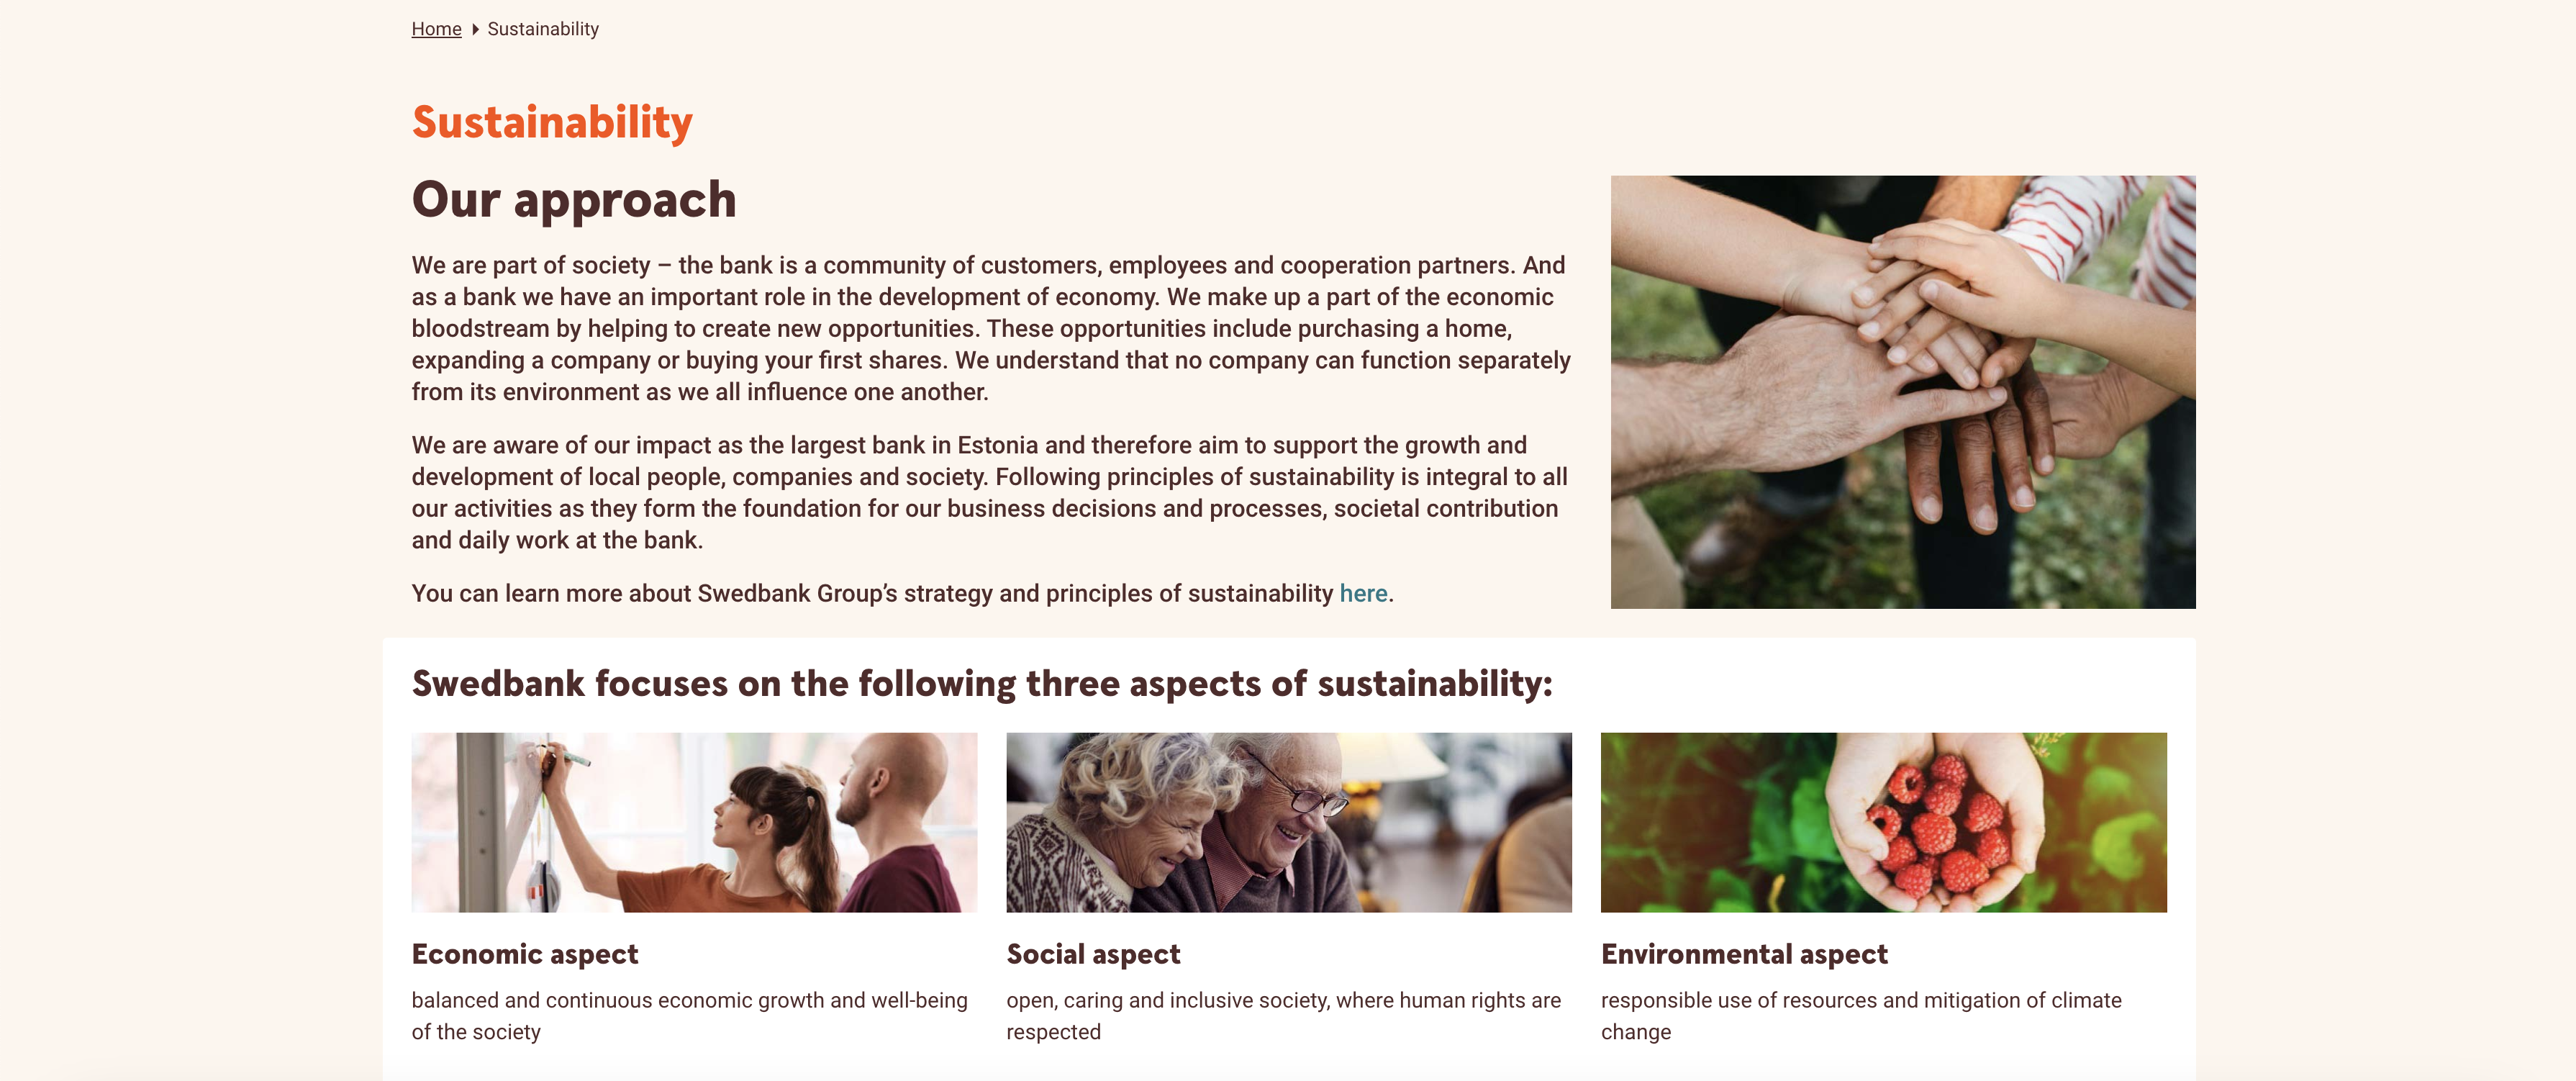 Home Sustainability
Sustainability
Our approach
We are part of society – the bank is a community of customers, employees and cooperation partners. And
as a bank we have an important role in the development of economy. We make up a part of the economic
bloodstream by helping to create new opportunities. These opportunities include purchasing a home,
expanding a company or buying your first shares. We understand that no company can function separately
from its environment as we all influence one another.
We are aware of our impact as the largest bank in Estonia and therefore aim to support the growth and
development of local people, companies and society. Following principles of sustainability is integral to all
our activities as they form the foundation for our business decisions and processes, societal contribution
and daily work at the bank.
You can learn more about Swedbank Group’s strategy and principles of sustainability here.
Swedbank focuses on the following three aspects of sustainability:
Economic aspect
balanced and continuous economic growth and well-being
of the society
Social aspect
open, caring and inclusive society, where human rights are
respected
Environmental aspect
responsible use of resources and mitigation of climate
change